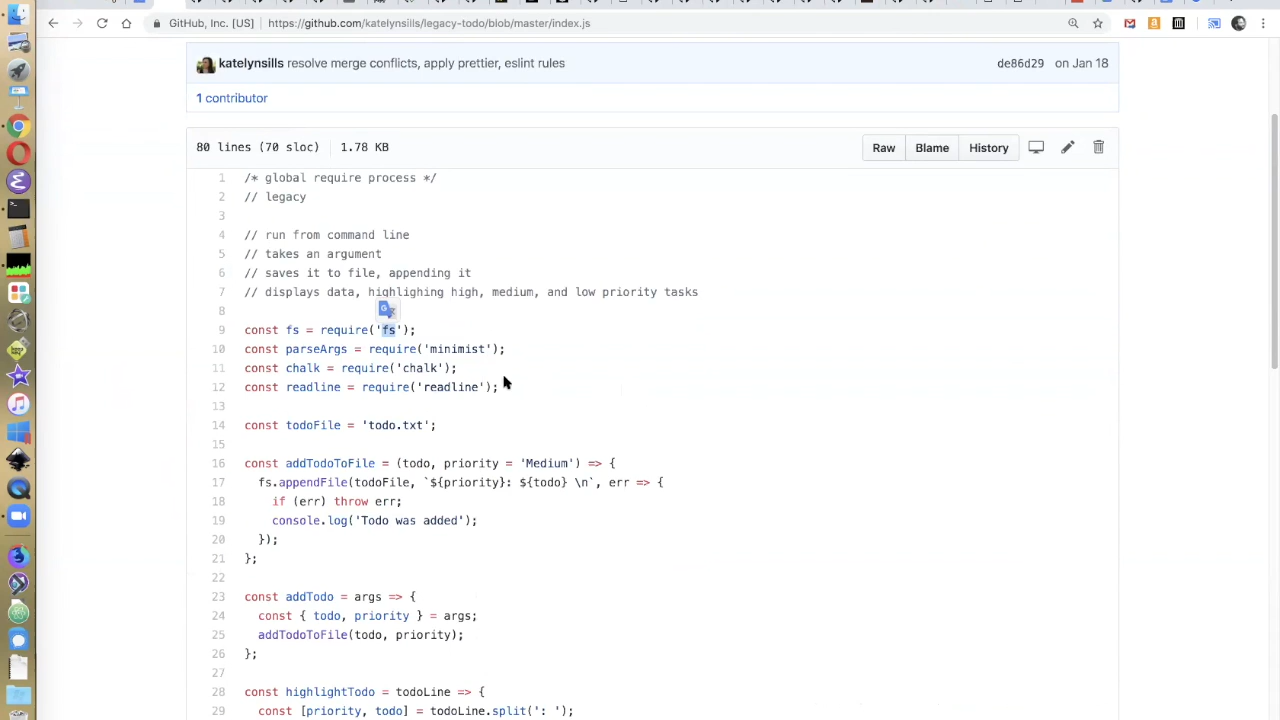 GitHub, Inc. [US] | https://github.com/katelynsills/legacy-todo/blob/master/index.js
katelynsills resolve merge conflicts, apply prettier, eslint rules de86d29 on Jan 18
1 contributor
80 lines (70 sloc) 1.78 KB Raw Blame History
1 /* global require process */
2 // legacy
3
4 // run from command line
5 // takes an argument
6 // saves it to file, appending it
7 // displays data, highlighing high, medium, and low priority tasks
8
9 const fs = require('fs');
10 const parseArgs = require('minimist');
11 const chalk = require('chalk');
12 const readline = require('readline');
13
14 const todoFile = 'todo.txt';
15
16 const addTodoToFile = (todo, priority = 'Medium') => {
17 fs.appendFile(todoFile, `${priority}: ${todo} \n`, err => {
18 if (err) throw err;
19 console.log('Todo was added');
20 });
21 };
22
23 const addTodo = args => {
24 const { todo, priority } = args;
25 addTodoToFile(todo, priority);
26 };
27
28 const highlightTodo = todoLine => {
29 const [priority, todo] = todoLine.split(': ');